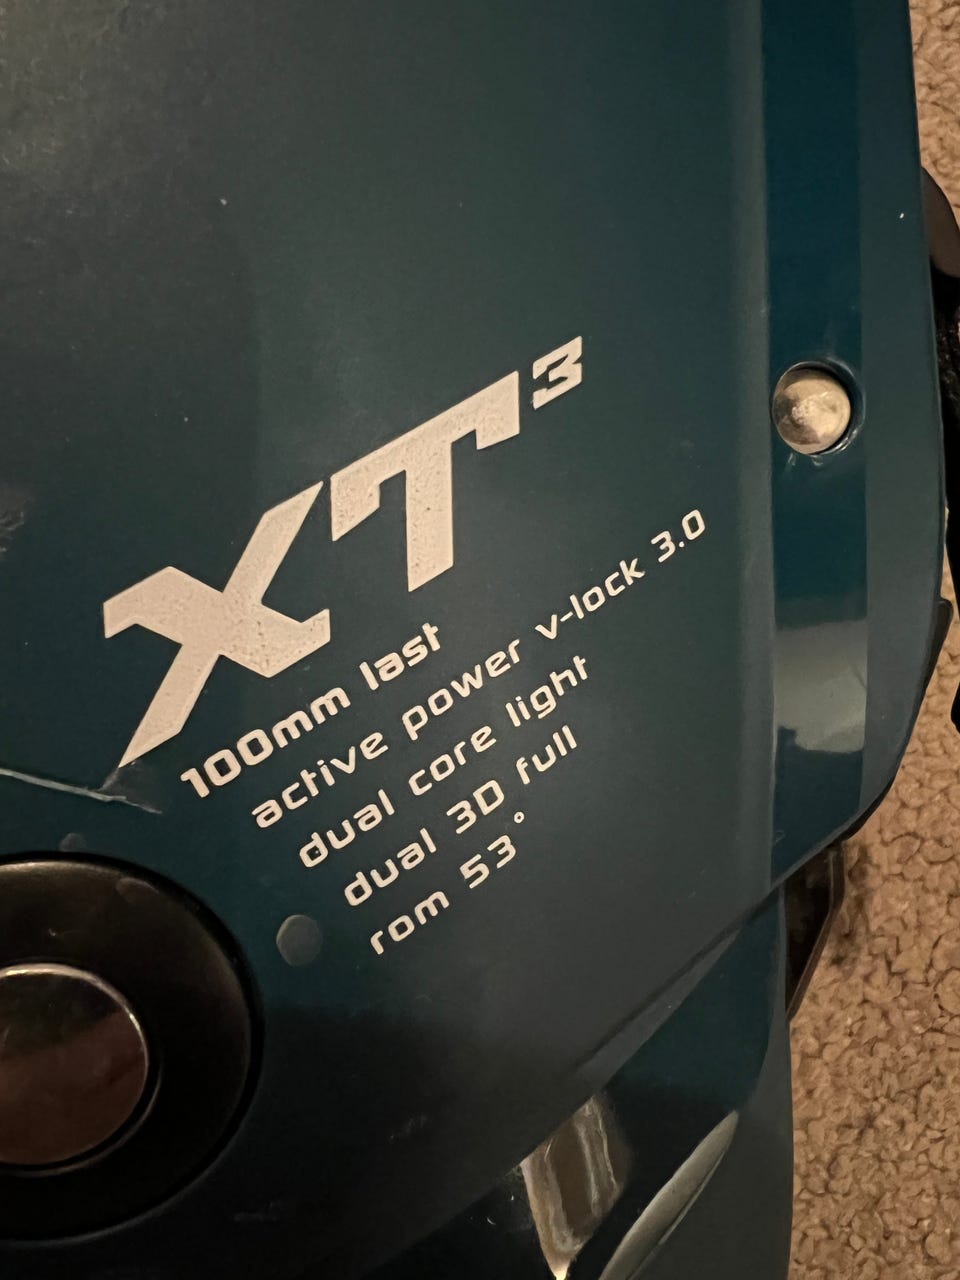 XT³
100mm last
active power v-lock 3.0
dual core light
dual 3D full
rom 53°